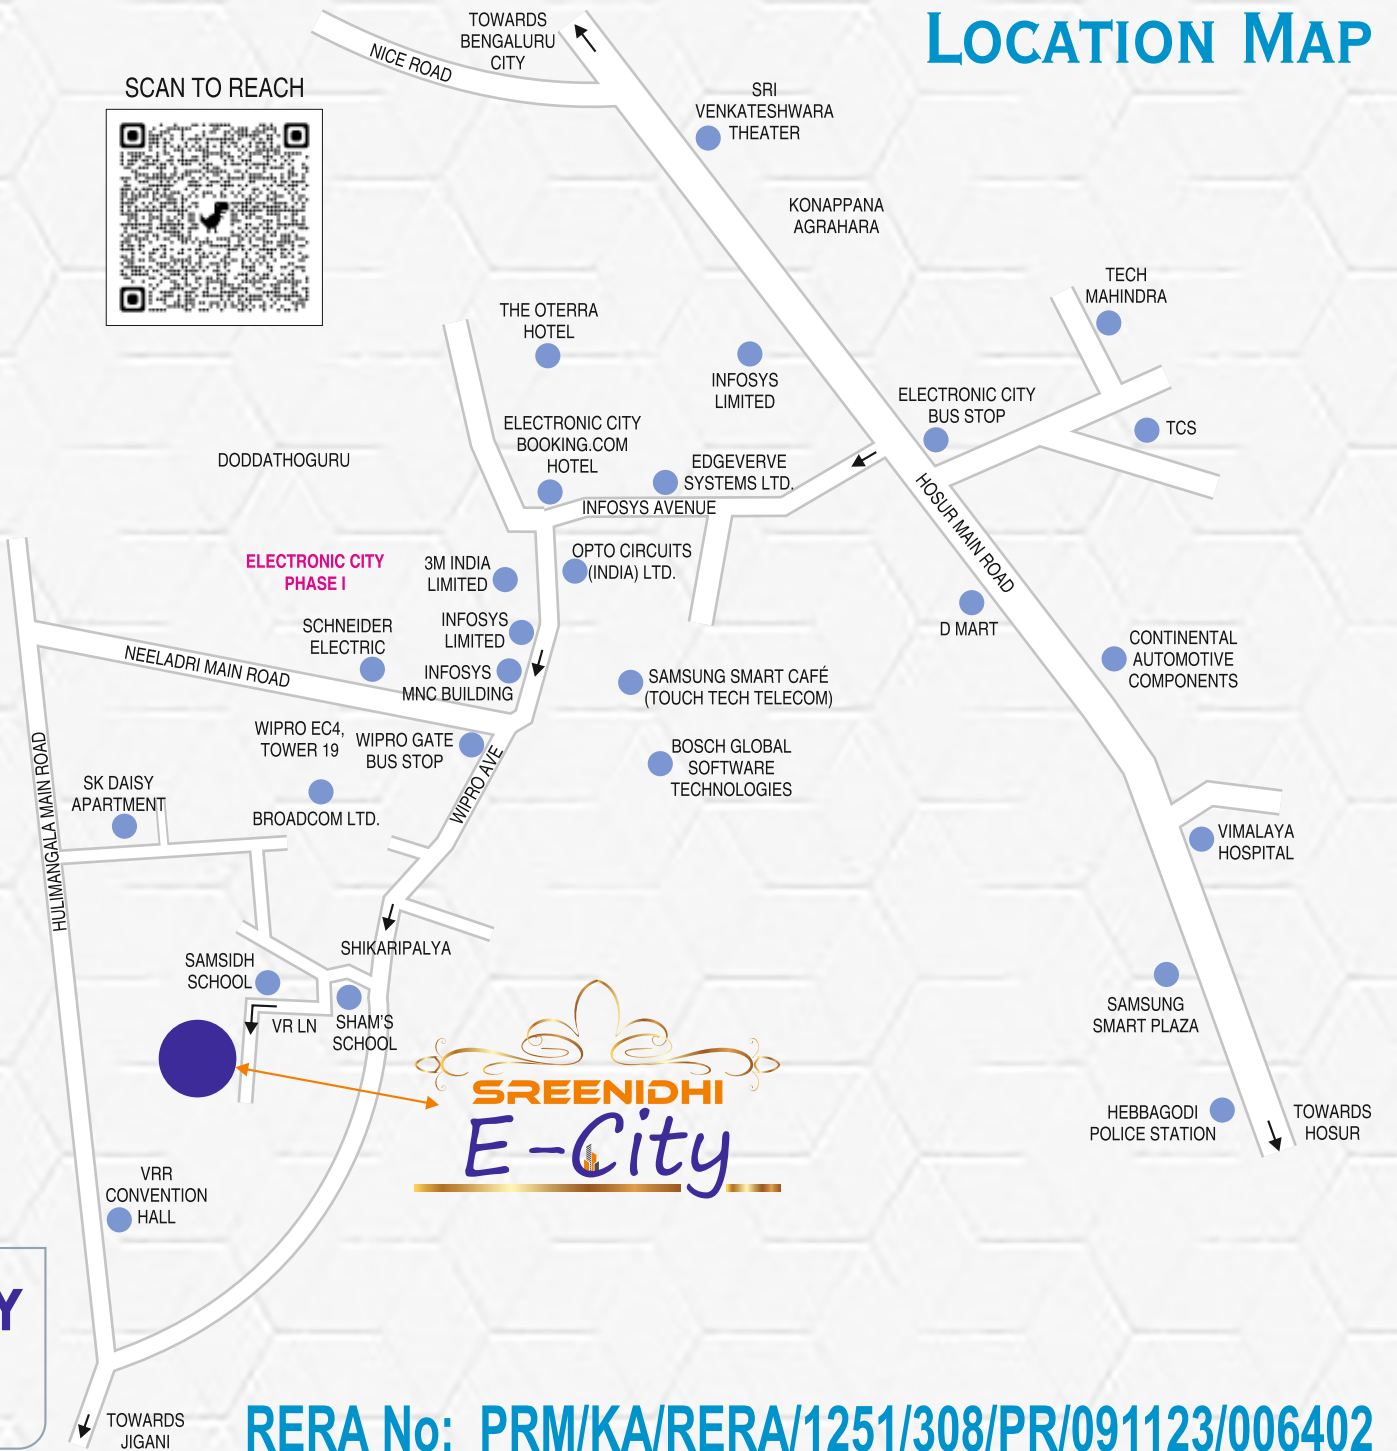 LOCATION MAP
TOWARDS
BENGALURU
CITY
NICE ROAD
SCAN TO REACH
SRI
VENKATESHWARA
THEATER
KONAPPANA
AGRAHARA
TECH
MAHINDRA
THE OTERRA
HOTEL
INFOSYS
LIMITED
ELECTRONIC CITY
BUS STOP
TCS
ELECTRONIC CITY
BOOKING.COM
HOTEL
DODDATHOGURU
EDGEVERVE
SYSTEMS LTD.
INFOSYS AVENUE
HOSUR MAIN ROAD
ELECTRONIC CITY
PHASE I
3M INDIA
LIMITED
OPTO CIRCUITS
(INDIA) LTD.
INFOSYS
LIMITED
SCHNEIDER
ELECTRIC
D MART
CONTINENTAL
AUTOMOTIVE
COMPONENTS
NEELADRI MAIN ROAD
INFOSYS
MNC BUILDING
SAMSUNG SMART CAFÉ
(TOUCH TECH TELECOM)
WIPRO EC4,
TOWER 19
WIPRO GATE
BUS STOP
WIPRO AVE
BOSCH GLOBAL
SOFTWARE
TECHNOLOGIES
HULIMANGALA MAIN ROAD
SK DAISY
APARTMENT
BROADCOM LTD.
VIMALAYA
HOSPITAL
SHIKARIPALYA
SAMSIDH
SCHOOL
VR LN
SHAM'S
SCHOOL
SAMSUNG
SMART PLAZA
SREENIDHI
E-City
HEBBAGODI
POLICE STATION
TOWARDS
HOSUR
VRR
CONVENTION
HALL
Y
TOWARDS
JIGANI
RERA No: PRM/KA/RERA/1251/308/PR/091123/006402